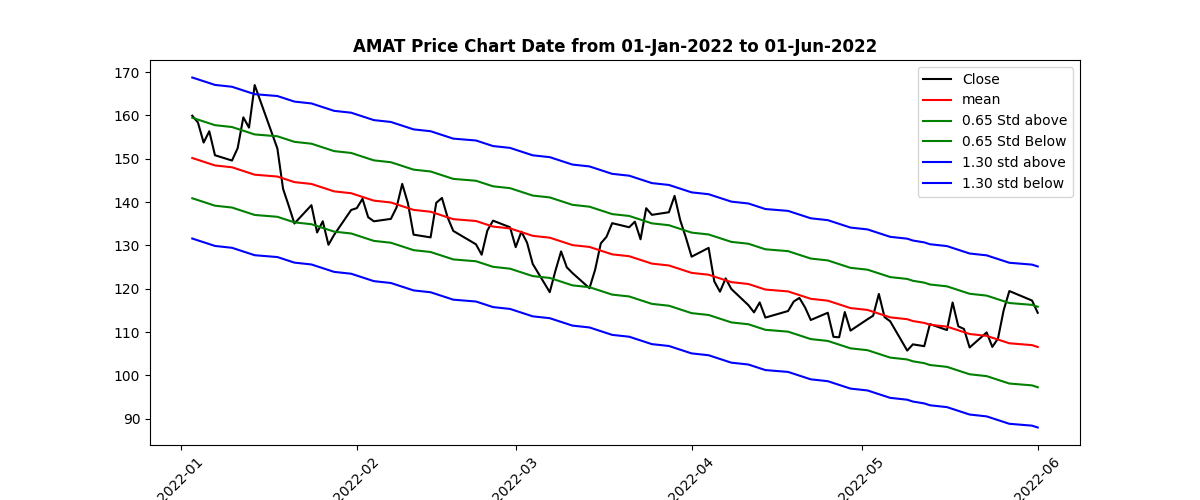 AMAT Price Chart Date from 01-Jan-2022 to 01-Jun-2022
170
160
150
140
130
120
110
100
90
Close
mean
0.65 Std above
0.65 Std Below
1.30 std above
1.30 std below
2022-01
2022-02
2022-03
2022-04
2022-05
2022-06